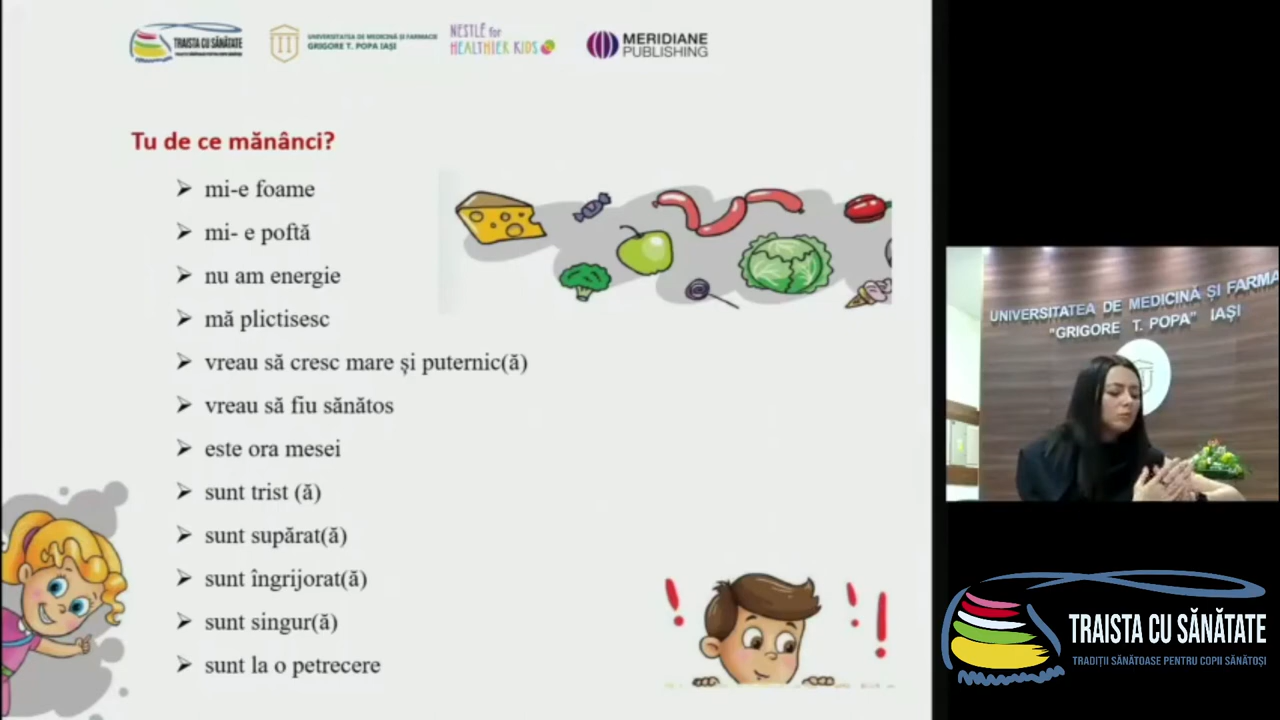 TRAISTA CU SĂNĂTATE
UNIVERSITATEA DE MEDICINĂ ȘI FARMACIE
GRIGORE T. POPA IAȘI
NESTLÉ for
HEALTHIER KIDS
MERIDIANE
PUBLISHING
Tu de ce mănânci?
➢ mi-e foame
➢ mi- e poftă
➢ nu am energie
➢ mă plictisesc
➢ vreau să cresc mare și puternic(ă)
➢ vreau să fiu sănătos
➢ este ora mesei
➢ sunt trist (ă)
➢ sunt supărat(ă)
➢ sunt îngrijorat(ă)
➢ sunt singur(ă)
➢ sunt la o petrecere
UNIVERSITATEA DE MEDICINĂ ȘI FARMA
"GRIGORE T. POPA" IAȘI
TRAISTA CU SĂNĂTATE
TRADIȚII SĂNĂTOASE PENTRU COPII SĂNĂTOȘI